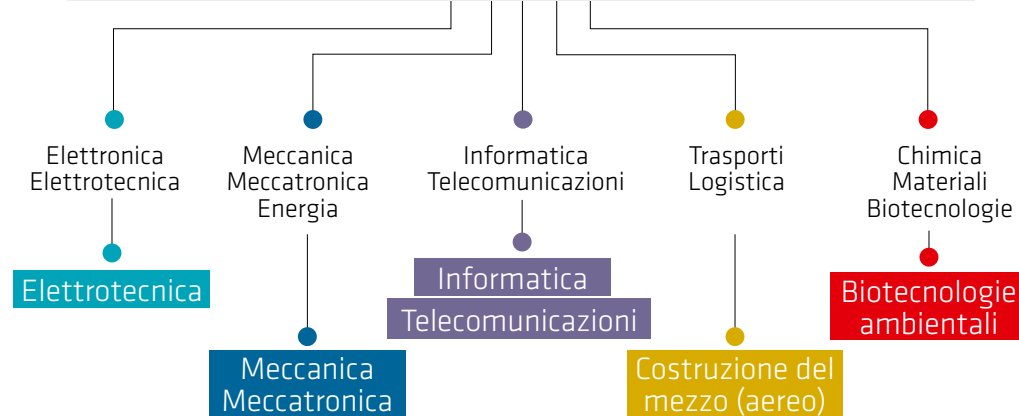 Elettronica
Elettrotecnica
Meccanica
Meccatronica
Energia
Informatica
Telecomunicazioni
Trasporti
Logistica
Chimica
Materiali
Biotecnologie
Elettrotecnica
Meccanica
Meccatronica
Informatica
Telecomunicazioni
Costruzione del
mezzo (aereo)
Biotecnologie
ambientali